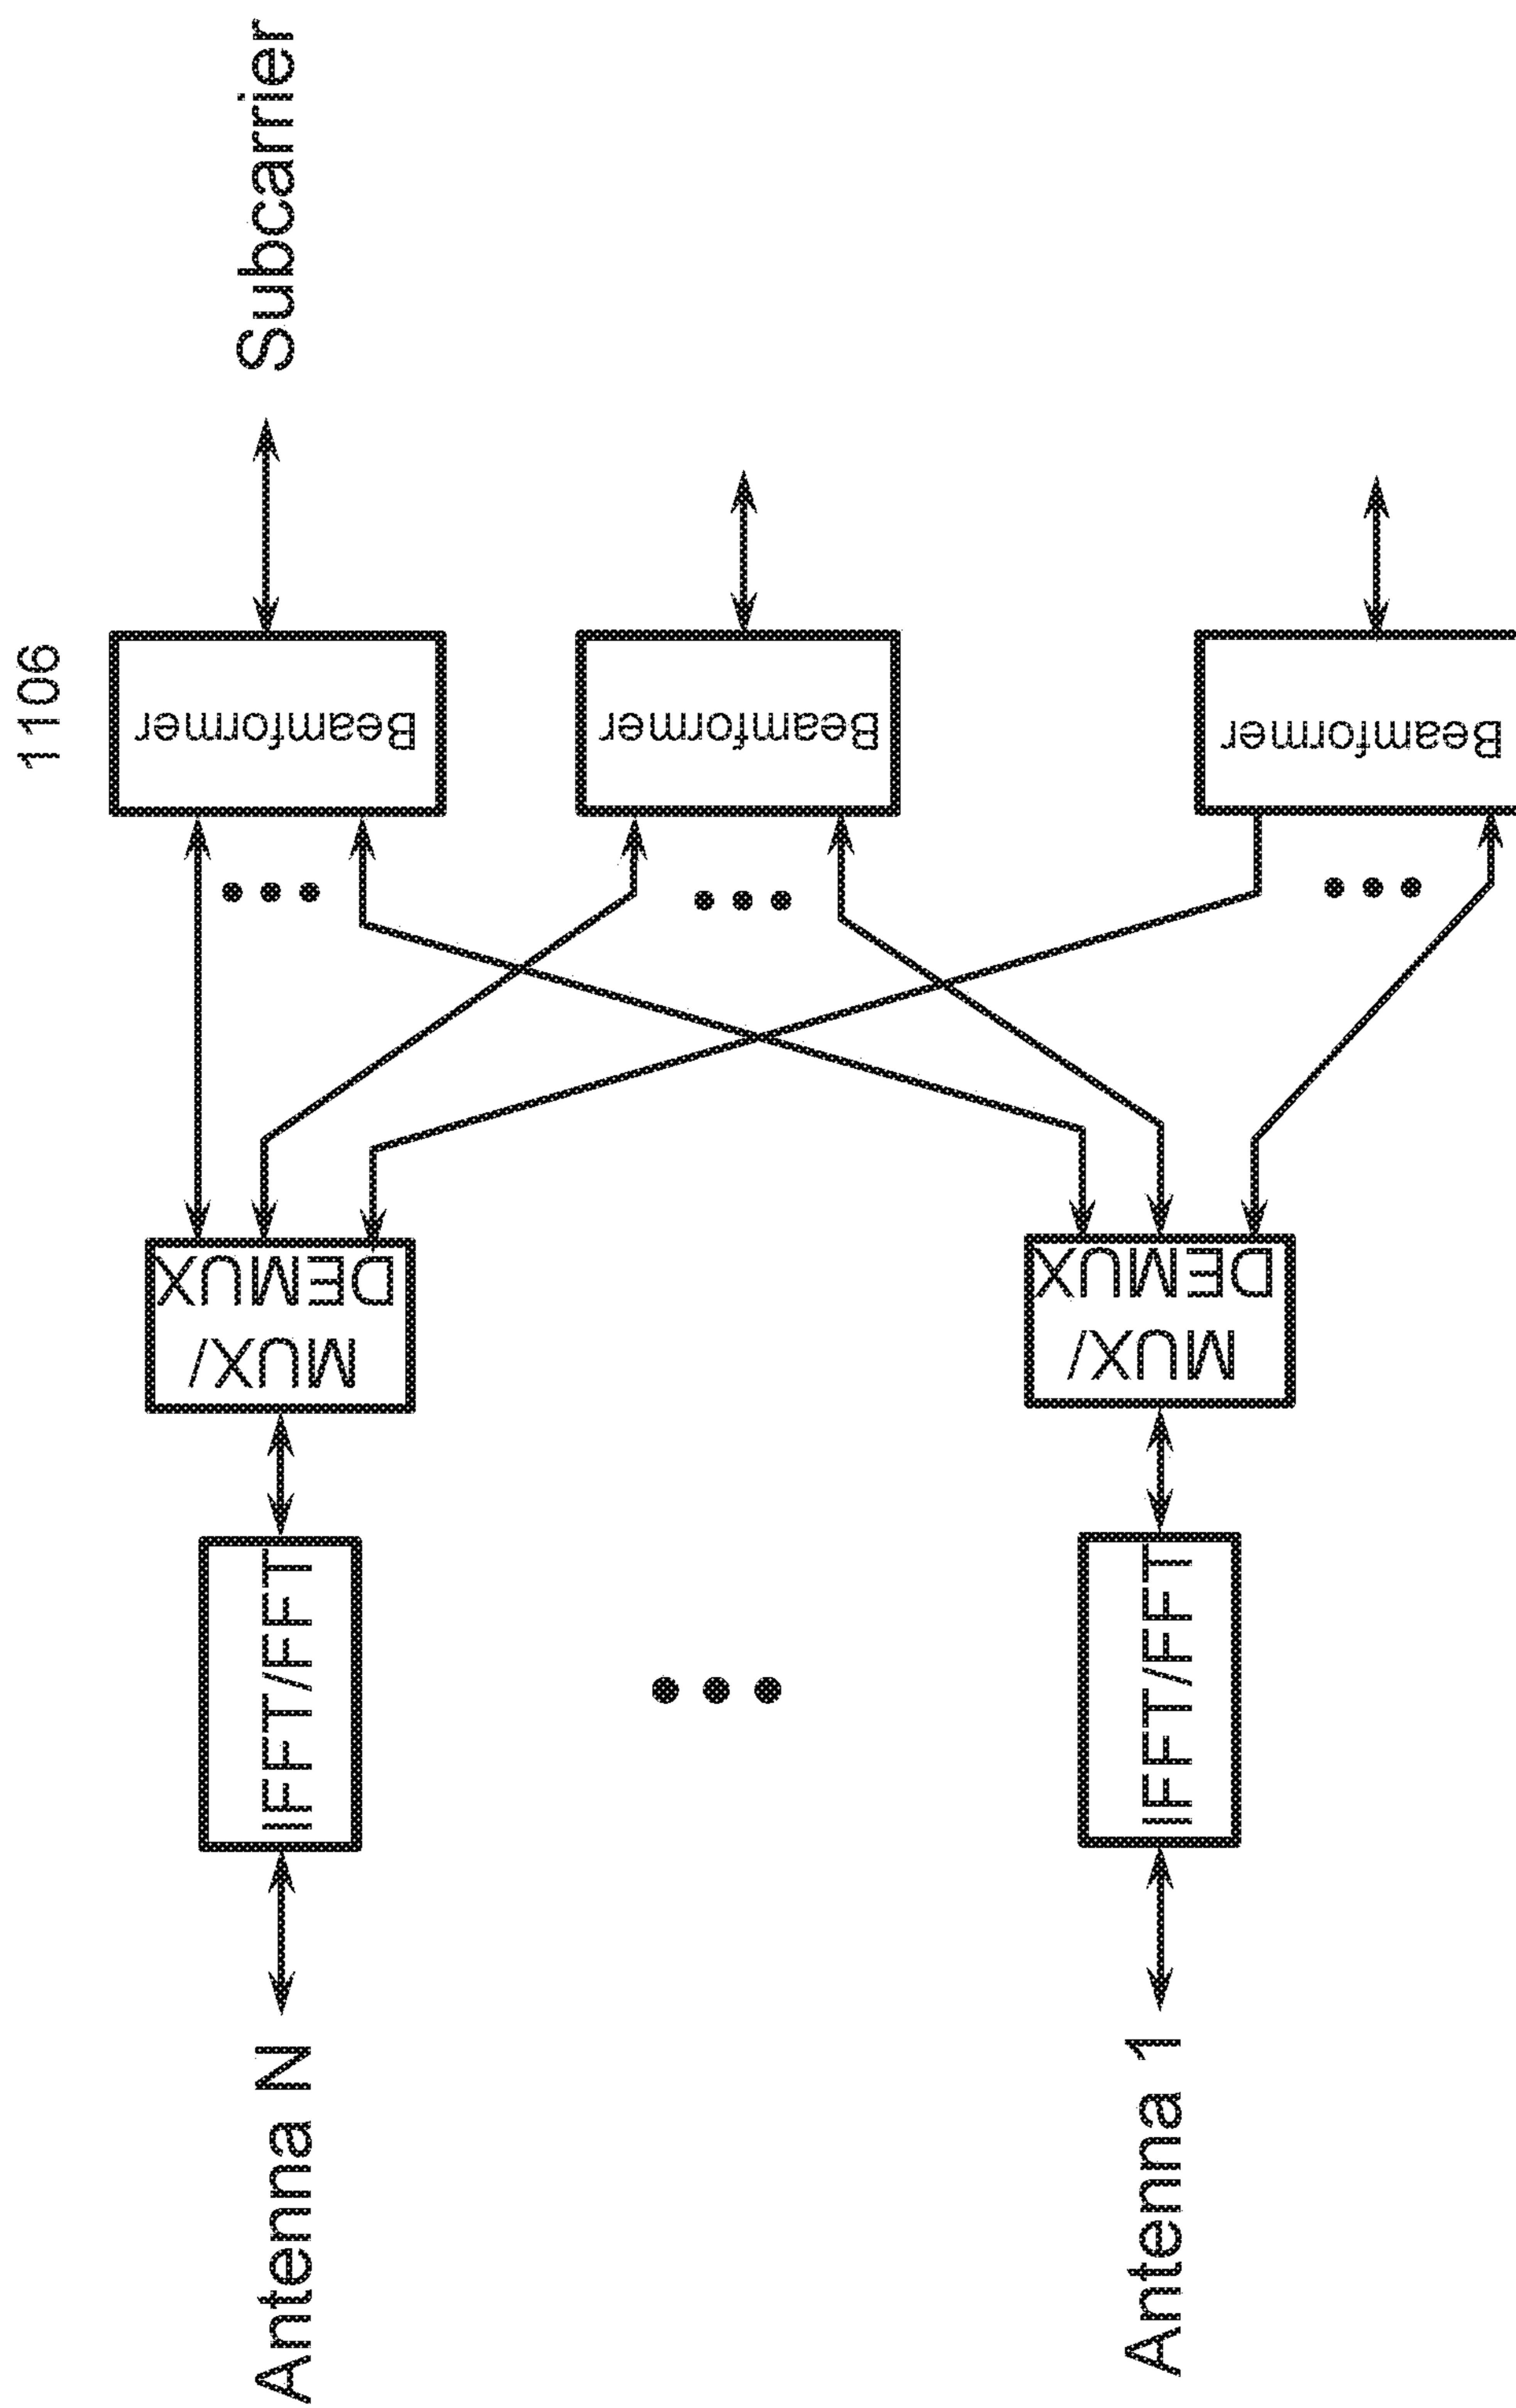 1106
Subcarrier
Beamformer
Beamformer
Beamformer
MUX/
DEMUX
MUX/
DEMUX
IFFT/FFT
IFFT/FFT
Antenna N
Antenna 1